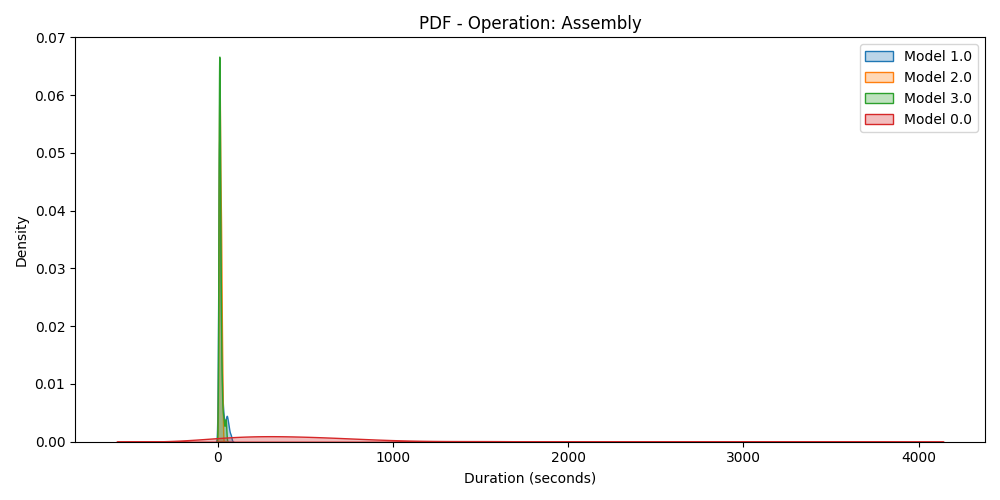 PDF - Operation: Assembly
0.07
0.06
0.05
0.04
0.03
0.02
0.01
0.00
Density
0
1000
2000
3000
4000
Duration (seconds)
Model 1.0
Model 2.0
Model 3.0
Model 0.0